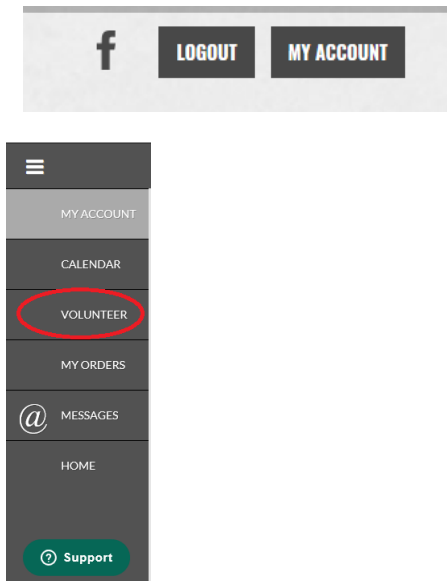 f LOGOUT MY ACCOUNT
MY ACCOUNT
CALENDAR
VOLUNTEER
MY ORDERS
@ MESSAGES
HOME
? Support